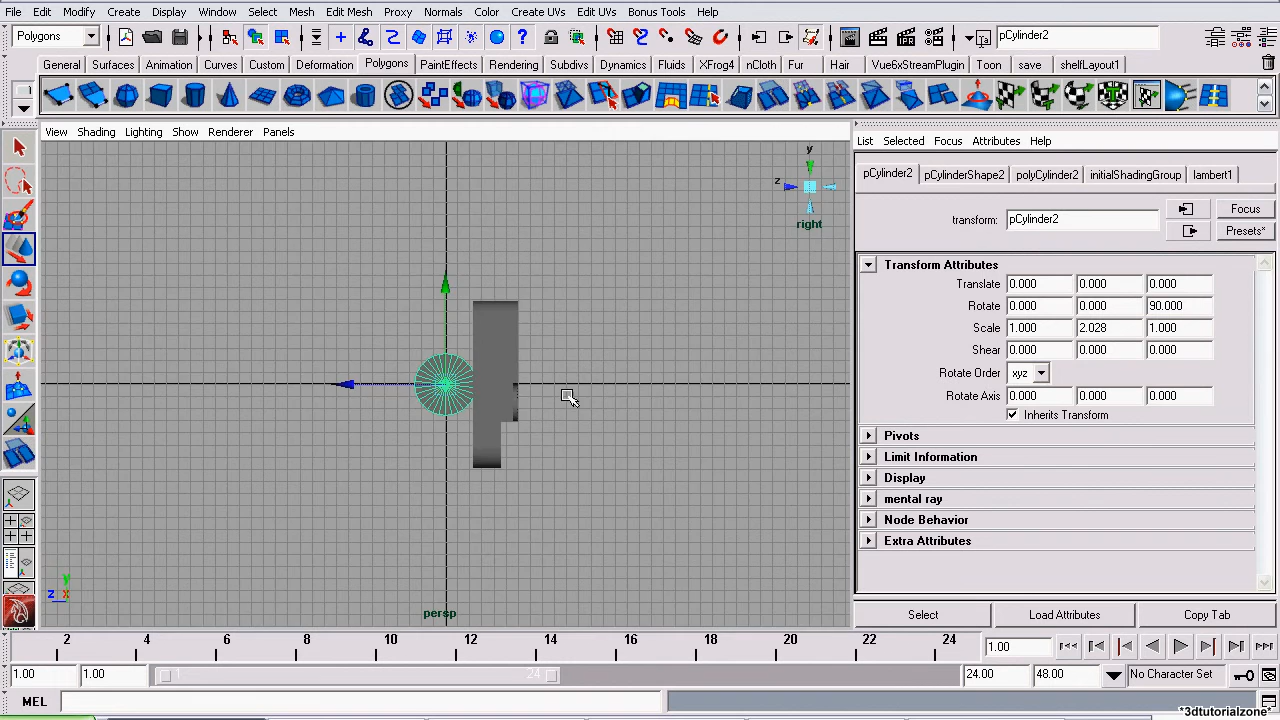 File Edit Modify Create Display Window Select Mesh Edit Mesh Proxy Normals Color Create UVs Edit UVs Bonus Tools Help
Polygons pCylinder2
General Surfaces Animation Curves Custom Deformation Polygons PaintEffects Rendering Subdivs Dynamics Fluids XFrog4 nCloth Fur Hair Vue6xStreamPlugin Toon save shelfLayout1
View Shading Lighting Show Renderer Panels
List Selected Focus Attributes Help
y
z
right
pCylinder2 pCylinderShape2 polyCylinder2 initialShadingGroup lambert1
transform: pCylinder2 Focus
Presets*
Transform Attributes
Translate 0.000 0.000 0.000
Rotate 0.000 0.000 90.000
Scale 1.000 2.028 1.000
Shear 0.000 0.000 0.000
Rotate Order xyz
Rotate Axis 0.000 0.000 0.000
Inherits Transform
Pivots
Limit Information
Display
mental ray
Node Behavior
Extra Attributes
y
z x
persp
Select Load Attributes Copy Tab
2 4 6 8 10 12 14 16 18 20 22 24 1.00
1.00 1.00 1 24 24.00 48.00 No Character Set
MEL
*3dtutorialzone*